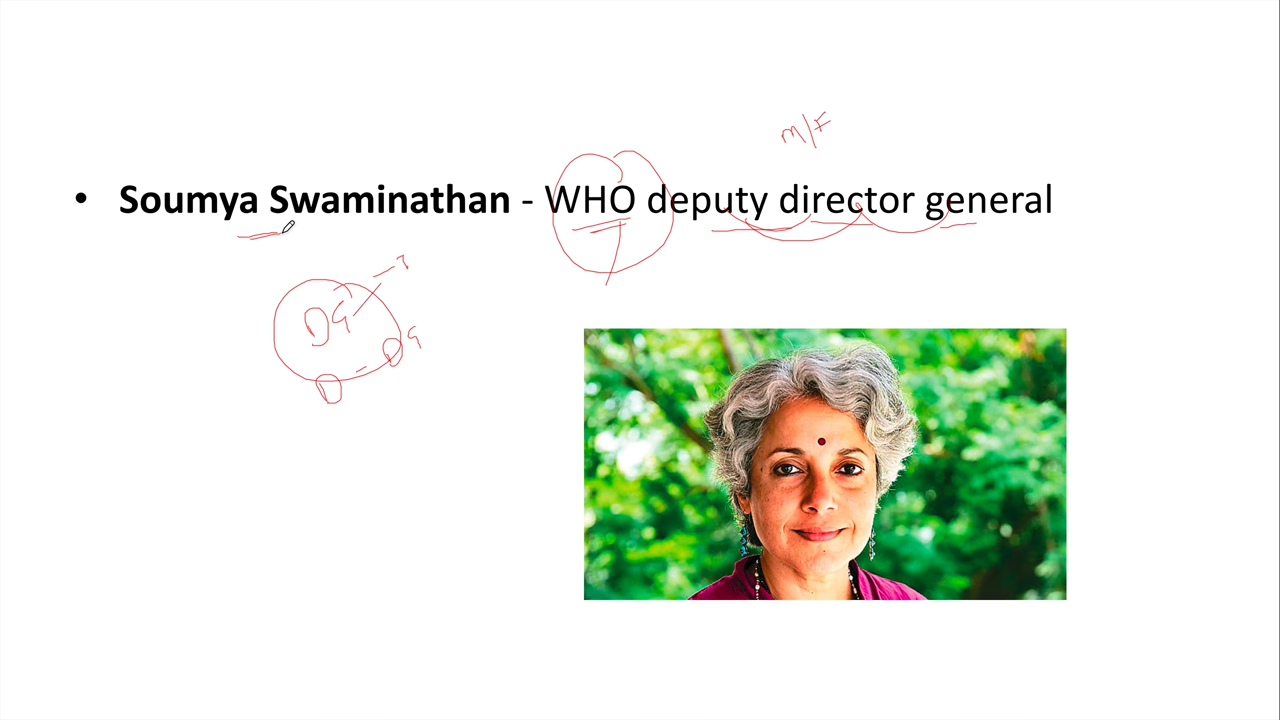 M/F
• Soumya Swaminathan - WHO deputy director general
DG - ?
D - DG